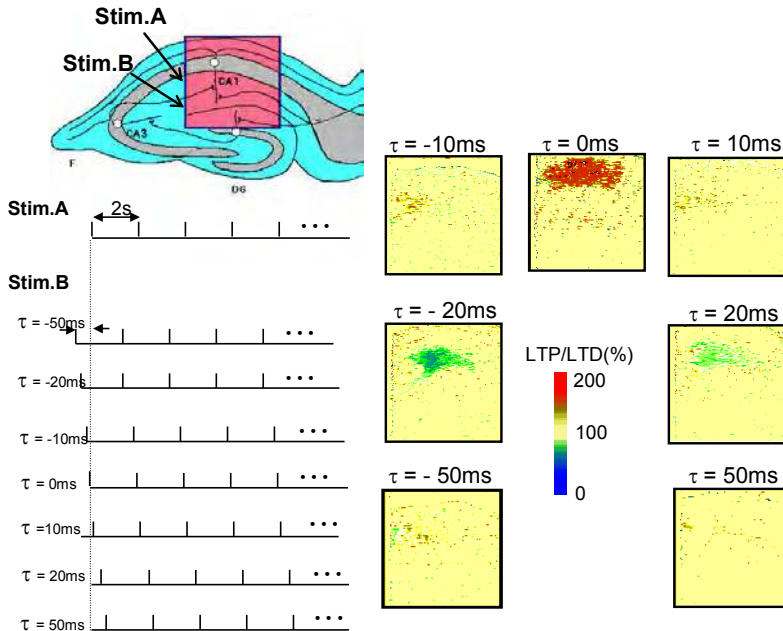 Stim.A
Stim.B
CA1
CA3
F
DG
Stim.A
2s
• • •
Stim.B
τ = -50ms
• • •
τ = -20ms
• • •
τ = -10ms
• • •
τ = 0ms
• • •
τ =10ms
• • •
τ = 20ms
• • •
τ = 50ms
• • •
τ = -10ms
τ = 0ms
τ = 10ms
τ = - 20ms
τ = 20ms
LTP/LTD(%)
200
100
0
τ = - 50ms
τ = 50ms